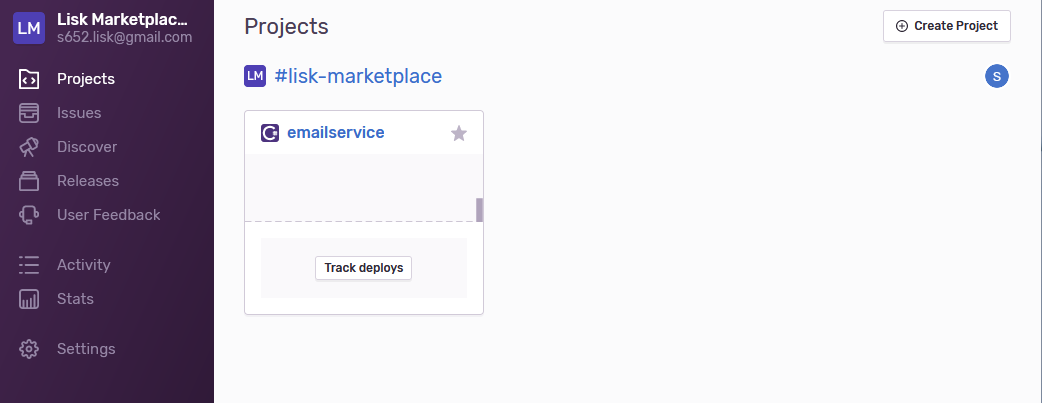 LM
Lisk Marketplac...
s652.lisk@gmail.com
Projects
Issues
Discover
Releases
User Feedback
Activity
Stats
Settings
Projects
Create Project
LM #lisk-marketplace
S
emailservice
Track deploys